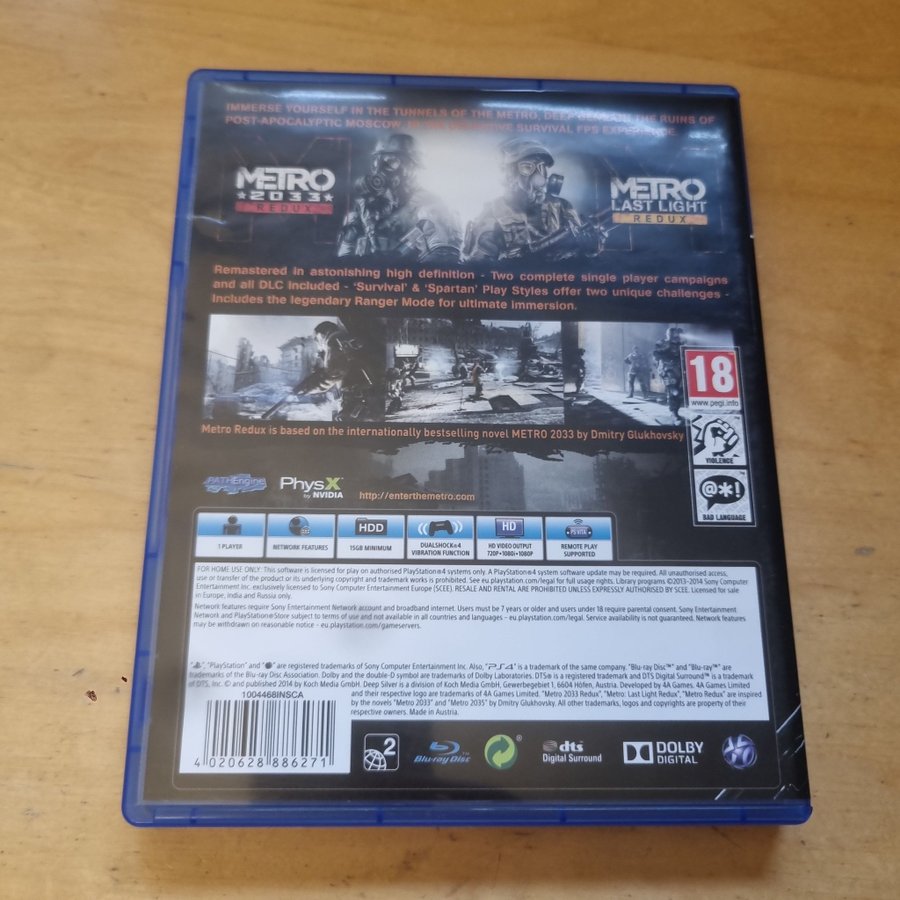 IMMERSE YOURSELF IN THE TUNNELS OF THE METRO, DEEP BENEATH THE RUINS OF
POST-APOCALYPTIC MOSCOW, SURVIVAL FPS EXPERIENCE
METRO
2033
REDUX
METRO
LAST LIGHT
REDUX
Remastered in astonishing high definition - Two complete single player campaigns
and all DLC included - 'Survival' & 'Spartan' Play Styles offer two unique challenges -
Includes the legendary Ranger Mode for ultimate immersion.
18
www.pegi.info
VIOLENCE
@*!
BAD LANGUAGE
Metro Redux is based on the internationally bestselling novel METRO 2033 by Dmitry Glukhovsky
PATHEngine
PhysX
by NVIDIA
http://enterthemetro.com
1 PLAYER
NETWORK FEATURES
HDD
15GB MINIMUM
DUALSHOCK®4
VIBRATION FUNCTION
HD
HD VIDEO OUTPUT
720P•1080i•1080P
PS VITA
REMOTE PLAY
SUPPORTED
FOR HOME USE ONLY: This software is licensed for play on authorised PlayStation®4 systems only. A PlayStation®4 system software update may be required. All unauthorised access,
use or transfer of the product or its underlying copyright and trademark works is prohibited. See eu.playstation.com/legal for full usage rights. Library programs ©2013-2014 Sony Computer
Entertainment Inc. exclusively licensed to Sony Computer Entertainment Europe (SCEE). RESALE AND RENTAL ARE PROHIBITED UNLESS EXPRESSLY AUTHORISED BY SCEE. Licensed for sale
in Europe, India and Russia only.
Network features require Sony Entertainment Network account and broadband internet. Users must be 7 years or older and users under 18 require parental consent. Sony Entertainment
Network and PlayStation®Store subject to terms of use and not available in all countries and languages - eu.playstation.com/legal. Service availability is not guaranteed. Network features
may be withdrawn on reasonable notice - eu.playstation.com/gameservers.
"PlayStation" and " " are registered trademarks of Sony Computer Entertainment Inc. Also, "PS4" is a trademark of the same company. "Blu-ray Disc™" and "Blu-ray™" are
trademarks of the Blu-ray Disc Association. Dolby and the double-D symbol are trademarks of Dolby Laboratories. DTS® is a registered trademark and DTS Digital Surround™ is a trademark
of DTS, Inc. © and published 2014 by Koch Media GmbH. Deep Silver is a division of Koch Media GmbH, Gewerbegebiet 1, 6604 Höfen, Austria. Developed by 4A Games. 4A Games Limited
and their respective logo are trademarks of 4A Games Limited. "Metro 2033 Redux", "Metro: Last Light Redux", "Metro Redux" are inspired
by the novels "Metro 2033" and "Metro 2035" by Dmitry Glukhovsky. All other trademarks, logos and copyrights are property of their
respective owners. Made in Austria.
1004468INSCA
4 020628 886271
2
Blu-ray Disc
dts
Digital Surround
DOLBY
DIGITAL